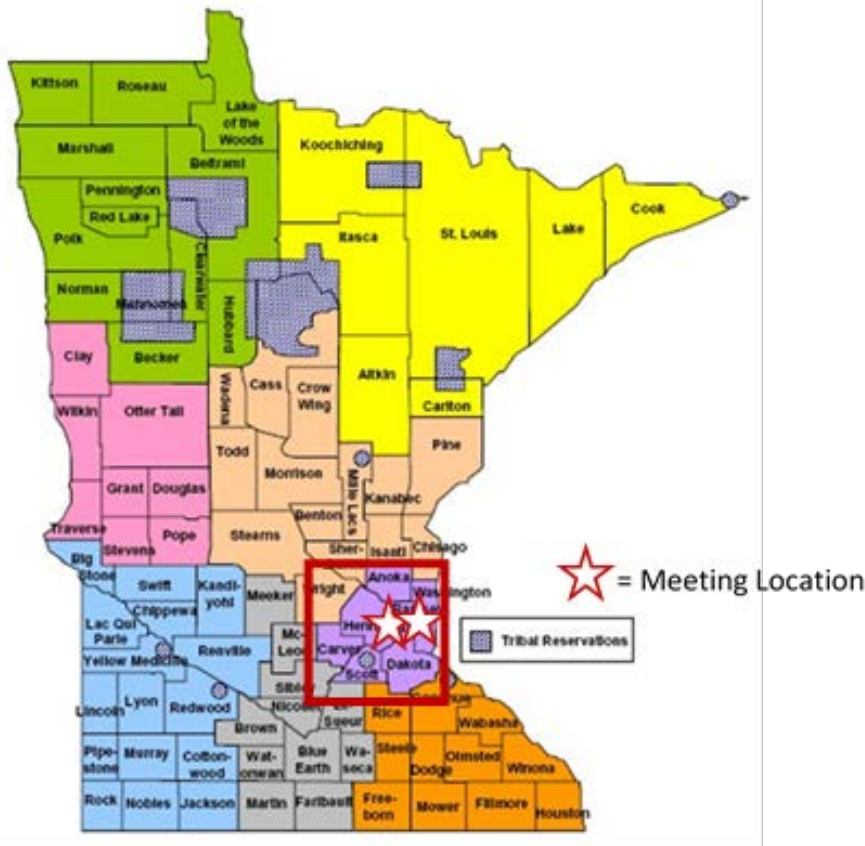 Kittson
Roseau
Lake
of the
Woods
Marshall
Beltrami
Koochiching
Pennington
Red Lake
Polk
Clearwater
Itasca
St. Louis
Lake
Cook
Norman
Mahnomen
Hubbard
Clay
Becker
Wadena
Cass
Crow
Wing
Aitkin
Carlton
Wilkin
Otter Tail
Todd
Morrison
Mille Lacs
Kanabec
Pine
Grant
Douglas
Benton
Traverse
Stevens
Pope
Stearns
Sher-
Isanti
Chisago
Big
Stone
Swift
Kandi-
yohl
Meeker
Anoka
Washington
= Meeting Location
Chippewa
Lac Qui
Parle
Renville
Mc-
Leod
Carver
Tribal Reservations
Yellow Medicine
Scott
Dakota
Lincoln
Lyon
Redwood
Sibley
Nicollet
Sueur
Rice
Wabasha
Brown
Pipe-
stone
Murray
Cotton-
wood
Wat-
onwan
Blue
Earth
Wa-
seca
Steele
Dodge
Olmsted
Winona
Rock
Nobles
Jackson
Martin
Faribault
Free-
born
Mower
Fillmore
Houston